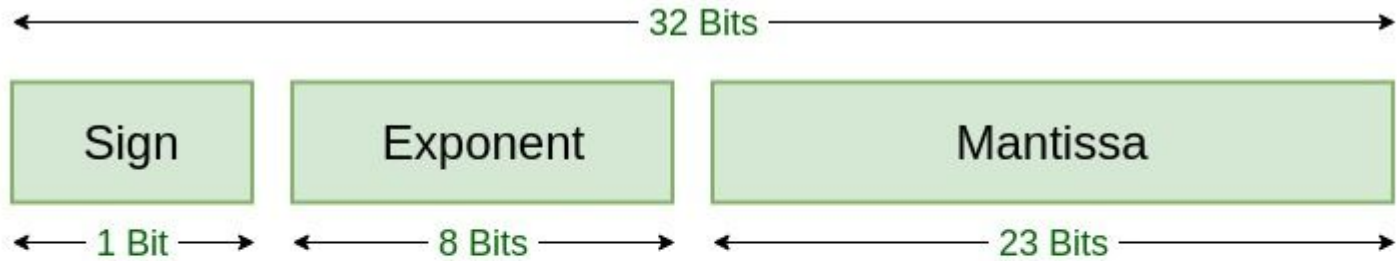 32 Bits
Sign Exponent Mantissa
1 Bit 8 Bits 23 Bits